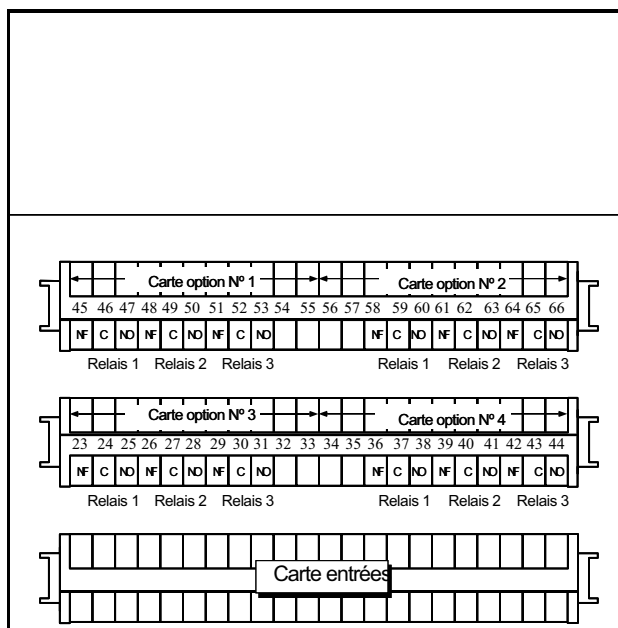 Carte option Nº 1 Carte option Nº 2
45 46 47 48 49 50 51 52 53 54 55 56 57 58 59 60 61 62 63 64 65 66
NF C NO NF C NO NF C NO NF C NO NF C NO NF C NO
Relais 1 Relais 2 Relais 3 Relais 1 Relais 2 Relais 3
Carte option Nº 3 Carte option Nº 4
23 24 25 26 27 28 29 30 31 32 33 34 35 36 37 38 39 40 41 42 43 44
NF C NO NF C NO NF C NO NF C NO NF C NO NF C NO
Relais 1 Relais 2 Relais 3 Relais 1 Relais 2 Relais 3
Carte entrées